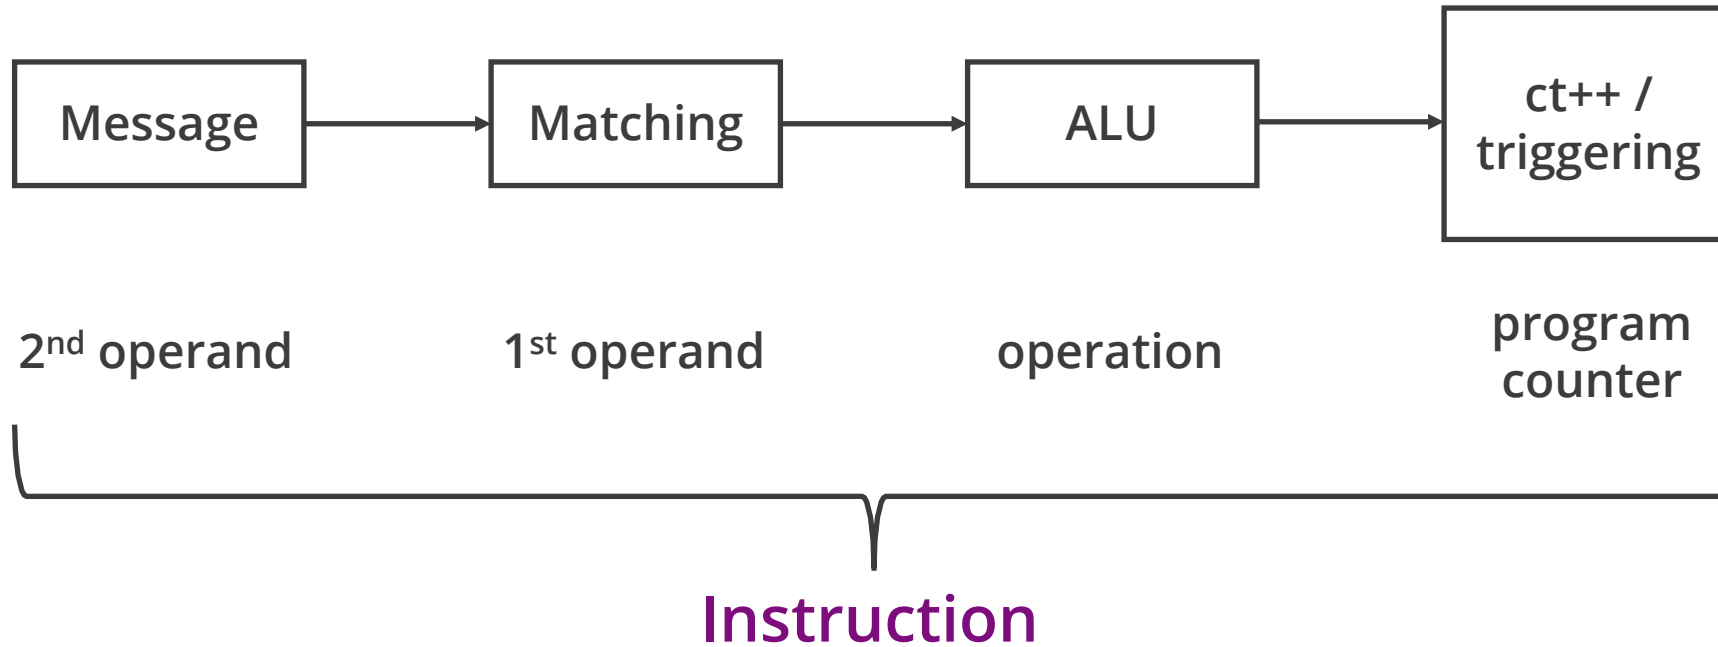 Message
Matching
ALU
ct++ /
triggering
2nd operand
1st operand
operation
program
counter
Instruction